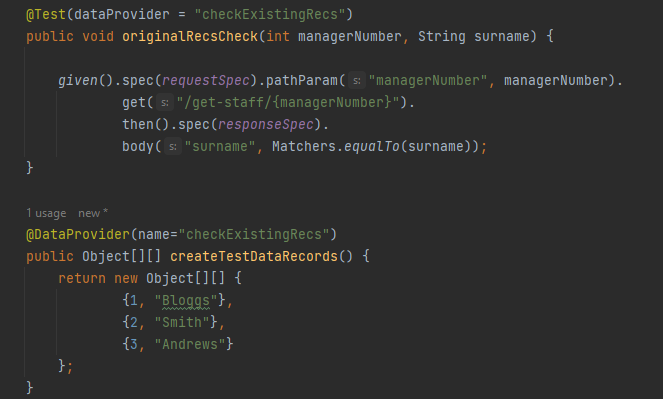 @Test(dataProvider = "checkExistingRecs")
public void originalRecsCheck(int managerNumber, String surname) {
given().spec(requestSpec).pathParam( s: "managerNumber", managerNumber).
get( s: "/get-staff/{managerNumber}").
then().spec(responseSpec).
body( s: "surname", Matchers.equalTo(surname));
}
1 usage new *
@DataProvider(name="checkExistingRecs")
public Object[][] createTestDataRecords() {
return new Object[][] {
{1, "Bloggs"},
{2, "Smith"},
{3, "Andrews"}
};
}